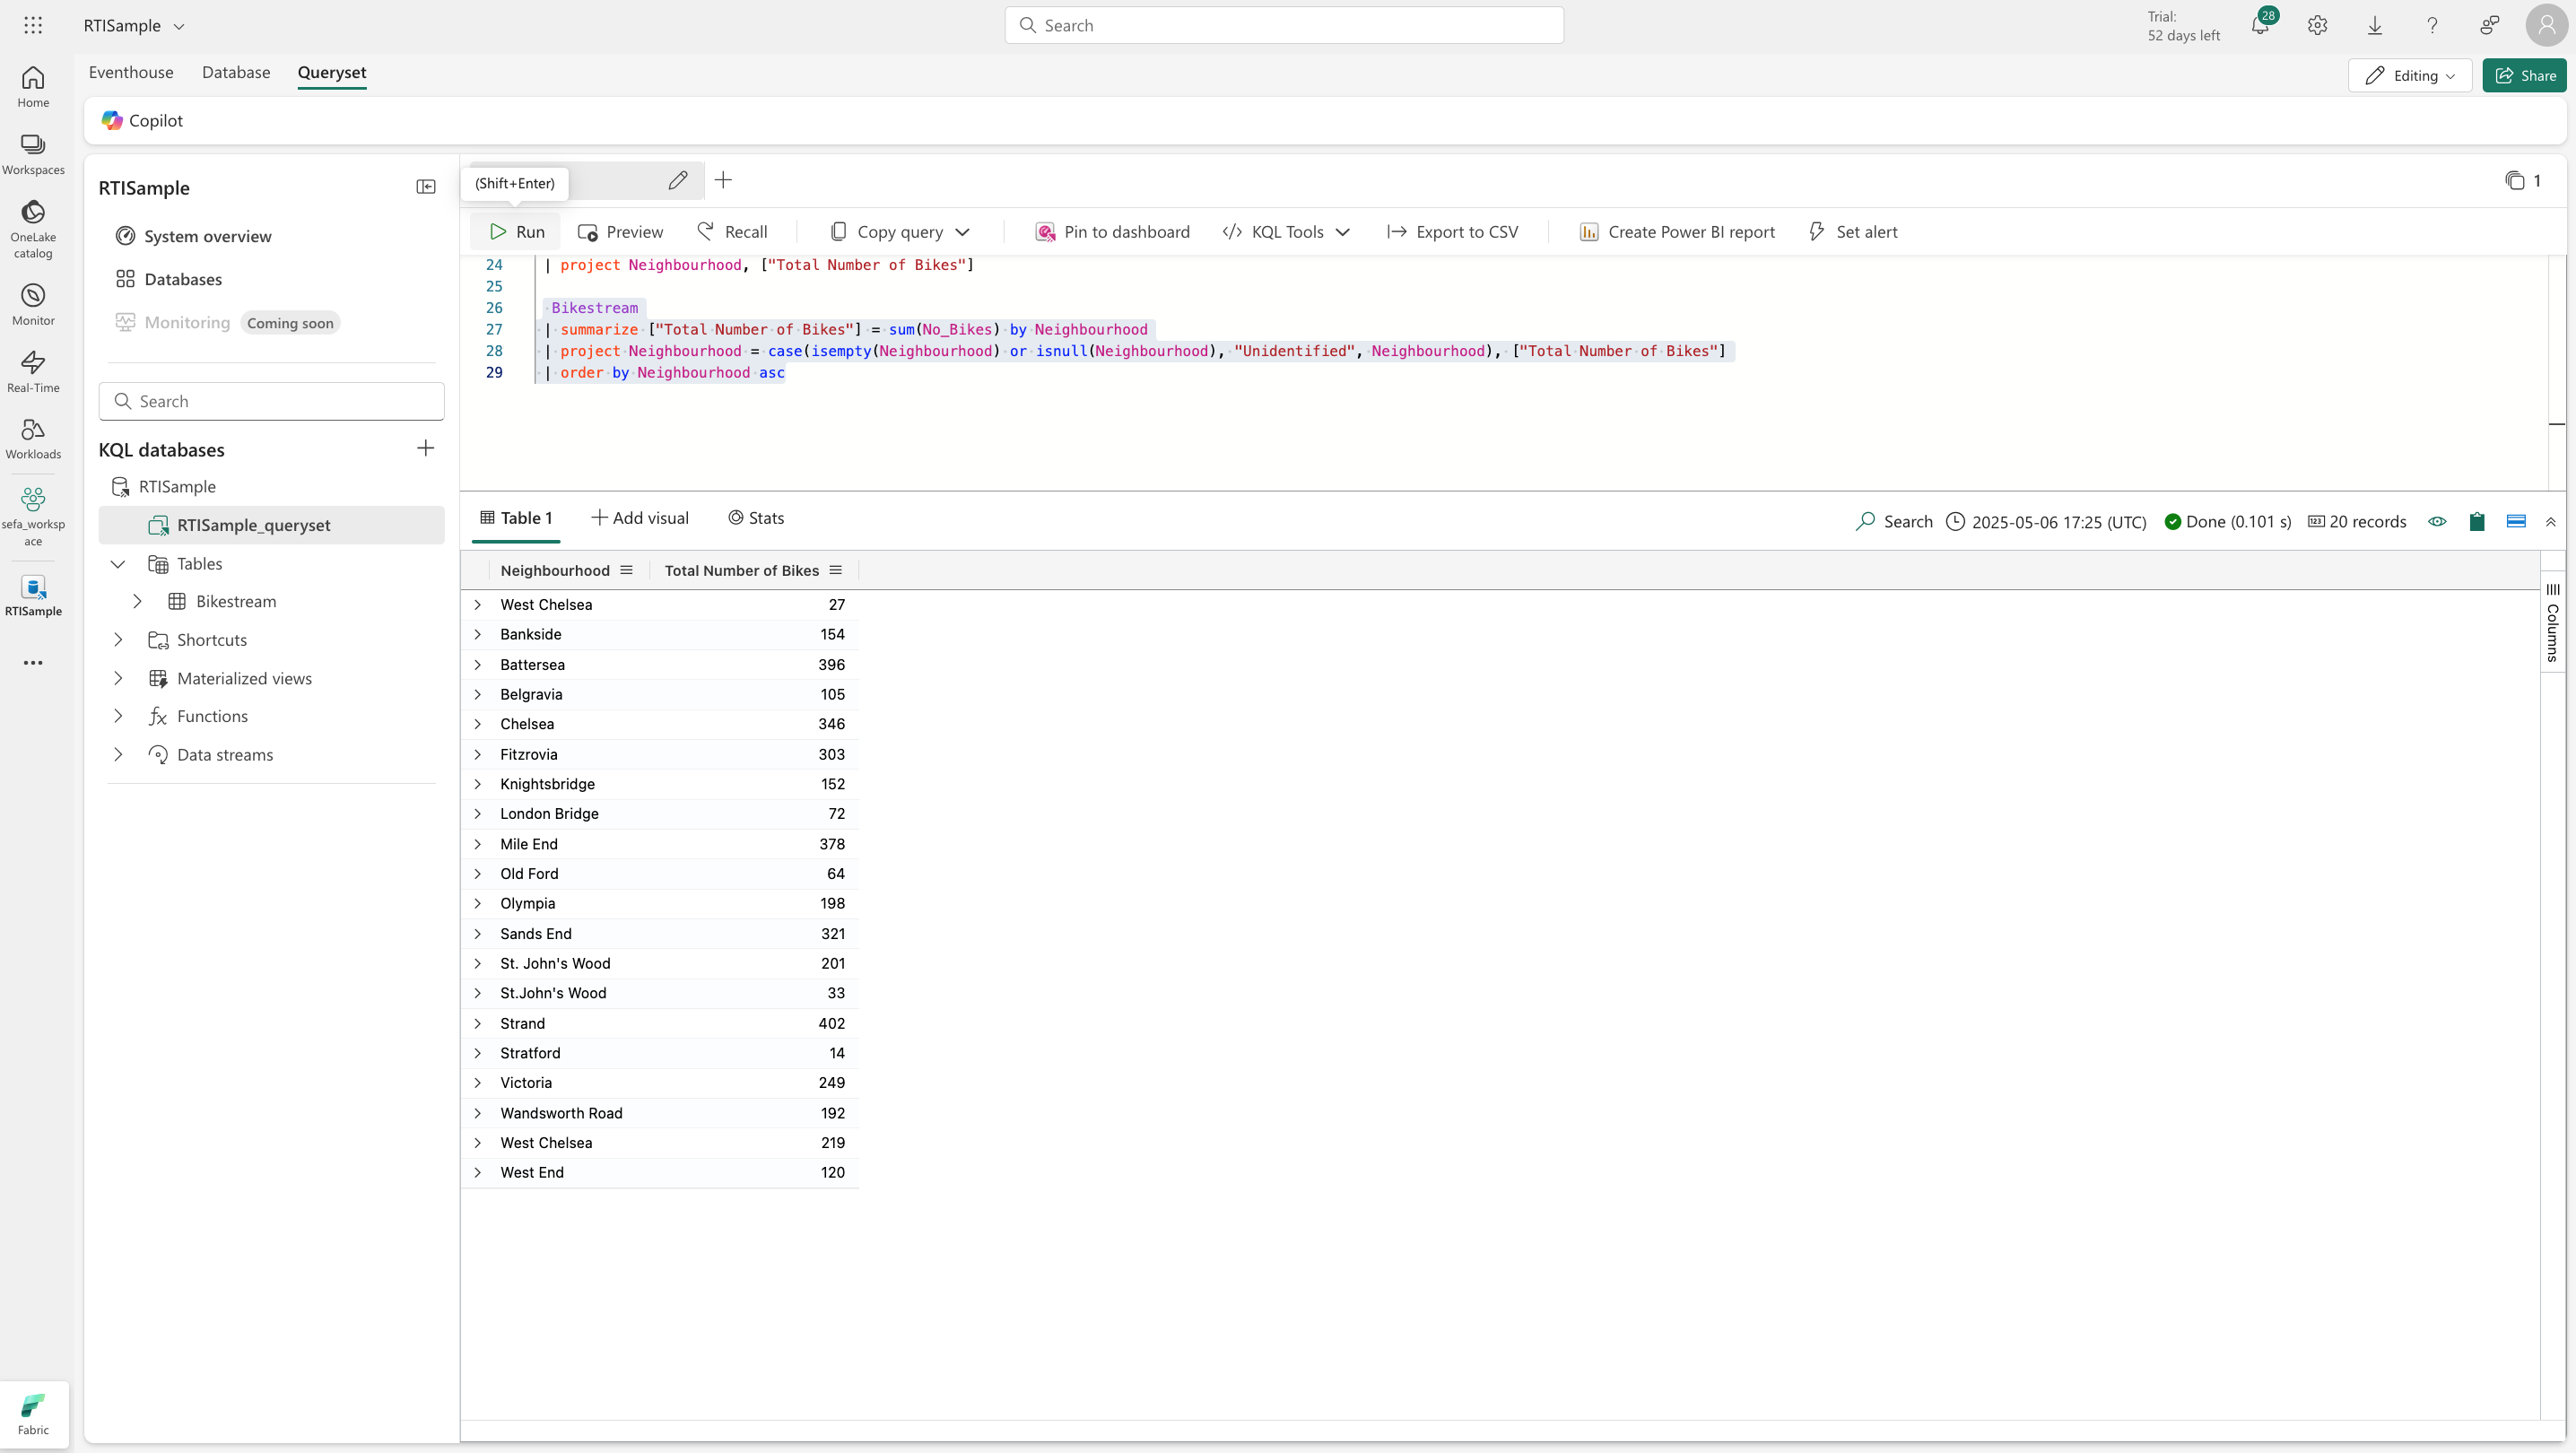 RTISample
Search
Trial:
52 days left
28
Home
Workspaces
OneLake
catalog
Monitor
Real-Time
Workloads
sefa_worksp
ace
RTISample
Fabric
Eventhouse Database Queryset
Editing
Share
Copilot
RTISample
System overview
Databases
Monitoring Coming soon
Search
KQL databases
RTISample
RTISample_queryset
Tables
Bikestream
Shortcuts
Materialized views
Functions
Data streams
(Shift+Enter)
1
Run Preview Recall Copy query Pin to dashboard KQL Tools Export to CSV Create Power BI report Set alert
24 | project Neighbourhood, ["Total Number of Bikes"]
25
26 Bikestream
27 | summarize ["Total Number of Bikes"] = sum(No_Bikes) by Neighbourhood
28 | project Neighbourhood = case(isempty(Neighbourhood) or isnull(Neighbourhood), "Unidentified", Neighbourhood), ["Total Number of Bikes"]
29 | order by Neighbourhood asc
Table 1 Add visual Stats Search 2025-05-06 17:25 (UTC) Done (0.101 s) 20 records
Neighbourhood Total Number of Bikes
West Chelsea 27
Bankside 154
Battersea 396
Belgravia 105
Chelsea 346
Fitzrovia 303
Knightsbridge 152
London Bridge 72
Mile End 378
Old Ford 64
Olympia 198
Sands End 321
St. John's Wood 201
St.John's Wood 33
Strand 402
Stratford 14
Victoria 249
Wandsworth Road 192
West Chelsea 219
West End 120
Columns